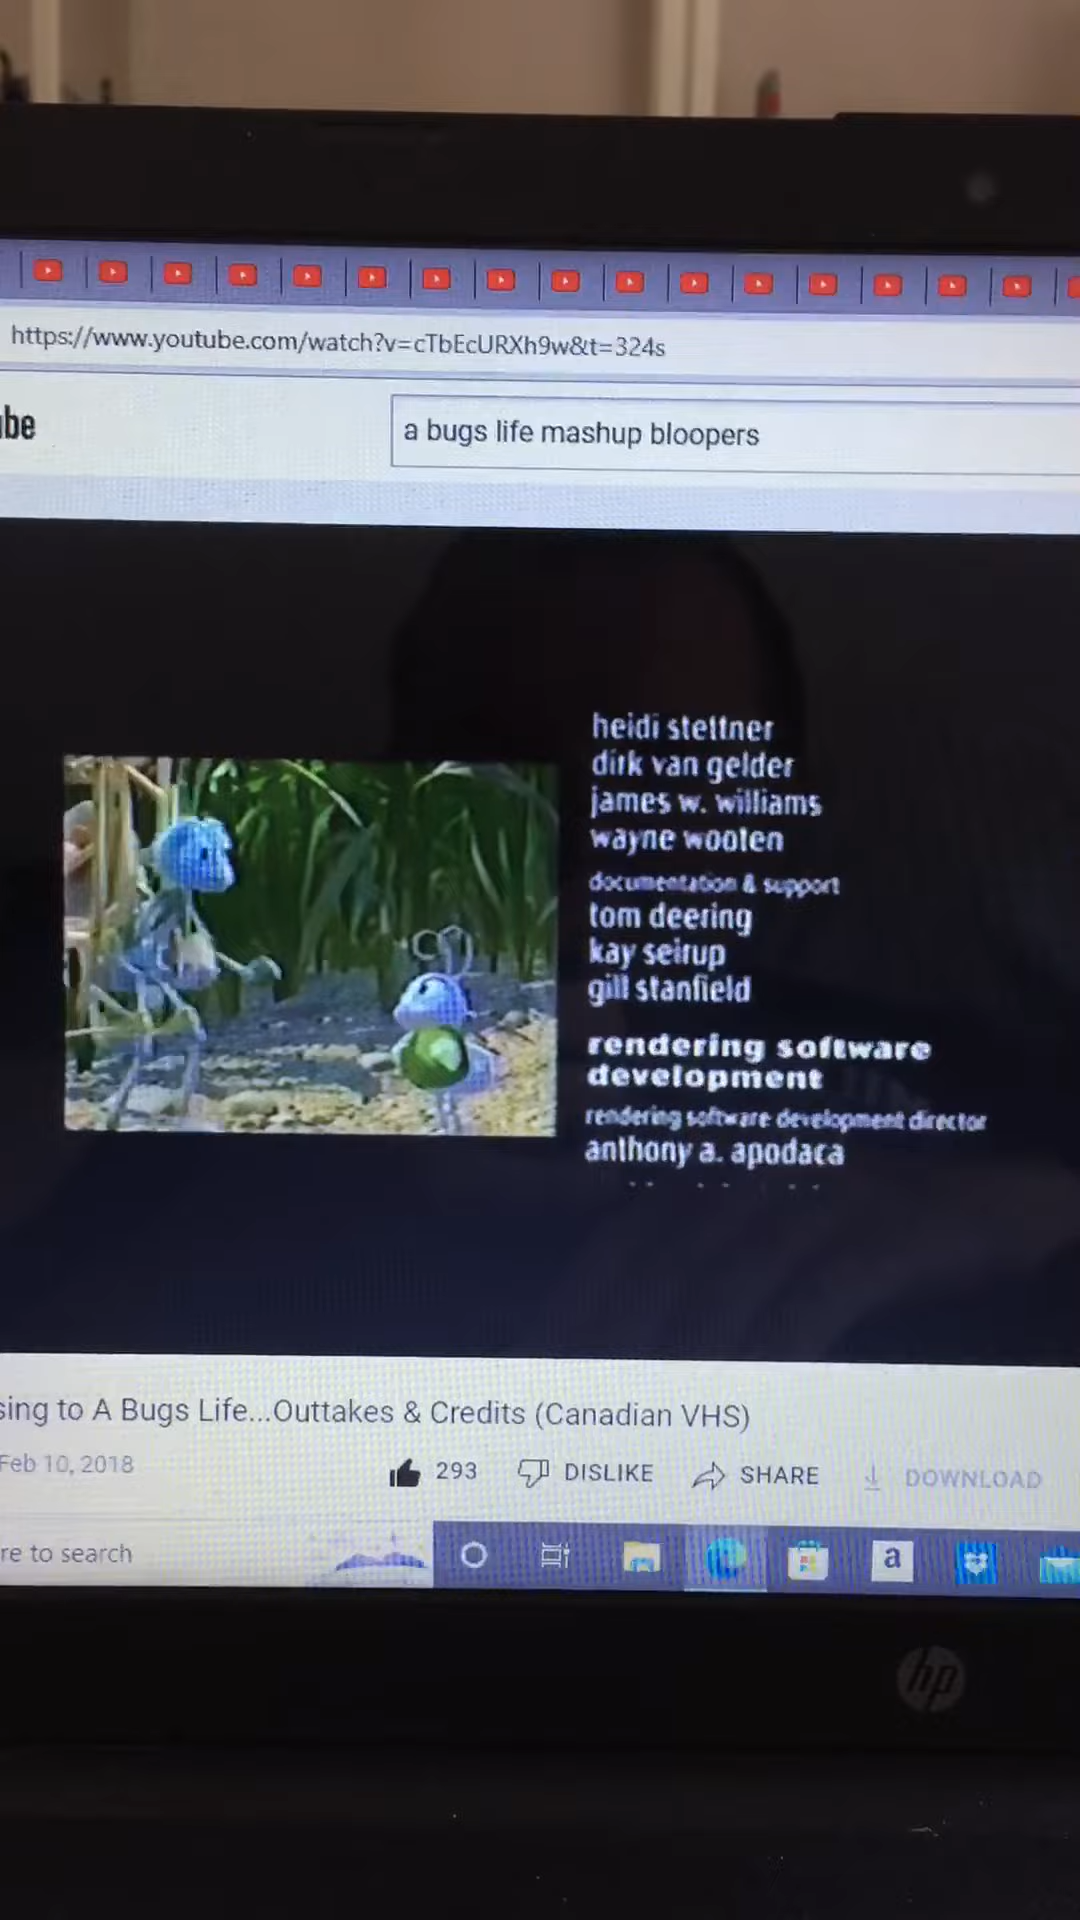 https://www.youtube.com/watch?v=cTbEcURXh9w&t=324s
be
a bugs life mashup bloopers
heidi stettner
dirk van gelder
james w. williams
wayne wooten
documentation & support
tom deering
kay seirup
gill stanfield
rendering software
development
rendering software development director
anthony a. apodaca
sing to A Bugs Life...Outtakes & Credits (Canadian VHS)
Feb 10, 2018
293 DISLIKE SHARE DOWNLOAD
re to search
a
hp